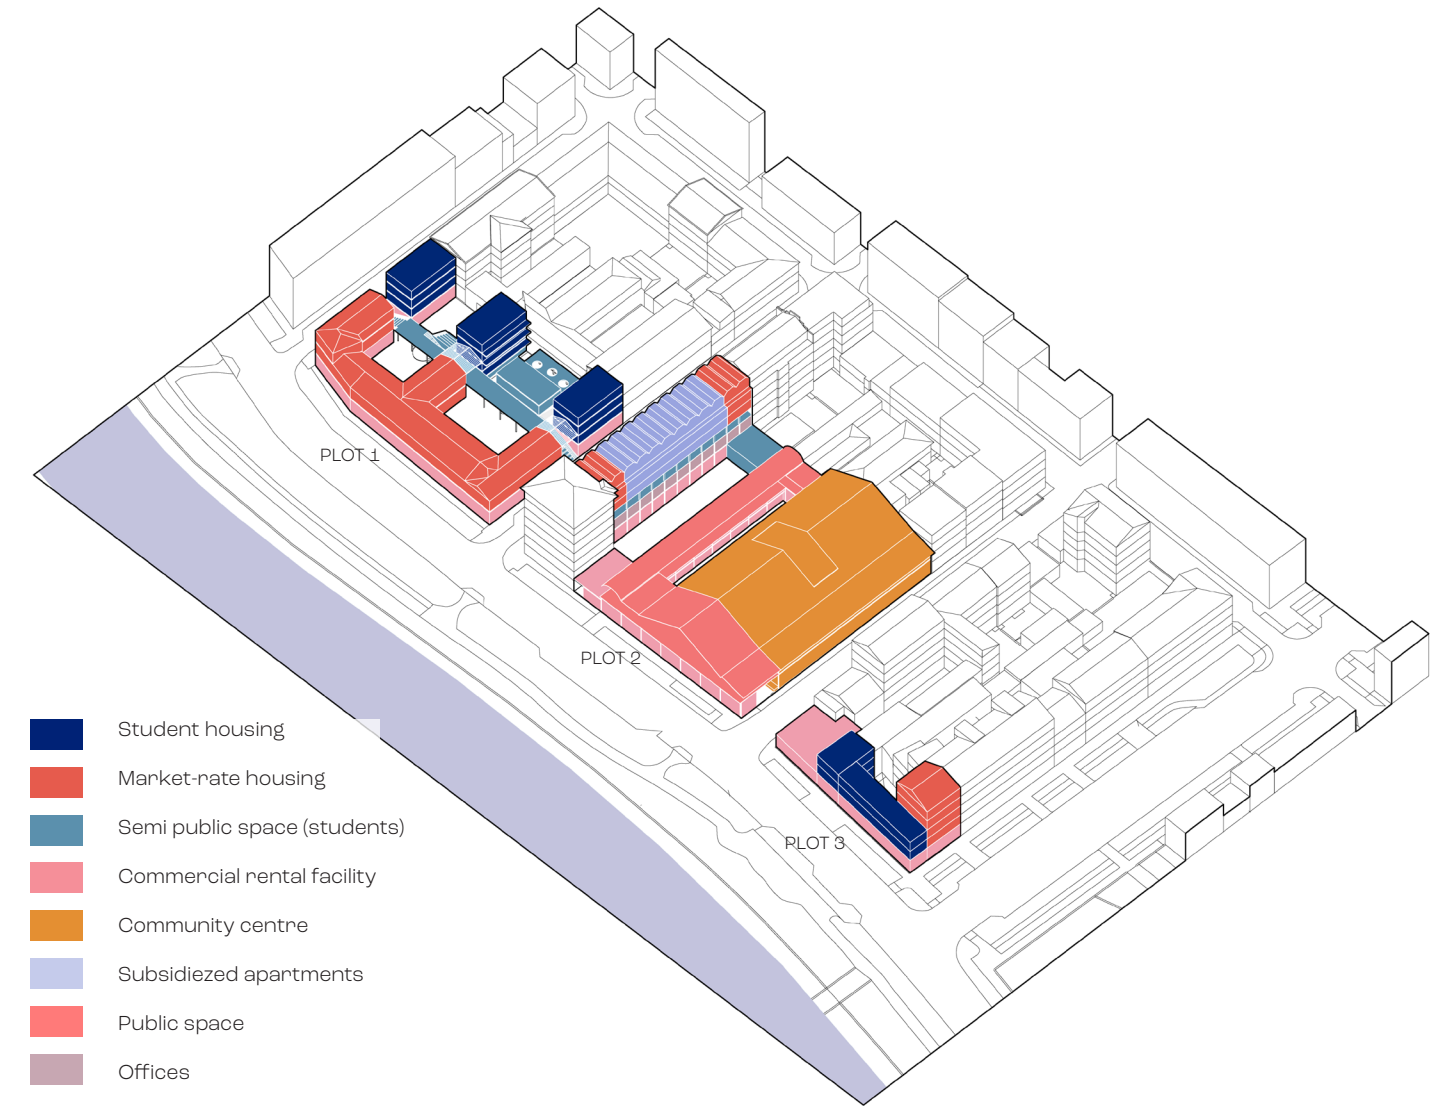 PLOT 1
PLOT 2
PLOT 3
Student housing
Market-rate housing
Semi public space (students)
Commercial rental facility
Community centre
Subsidiezed apartments
Public space
Offices